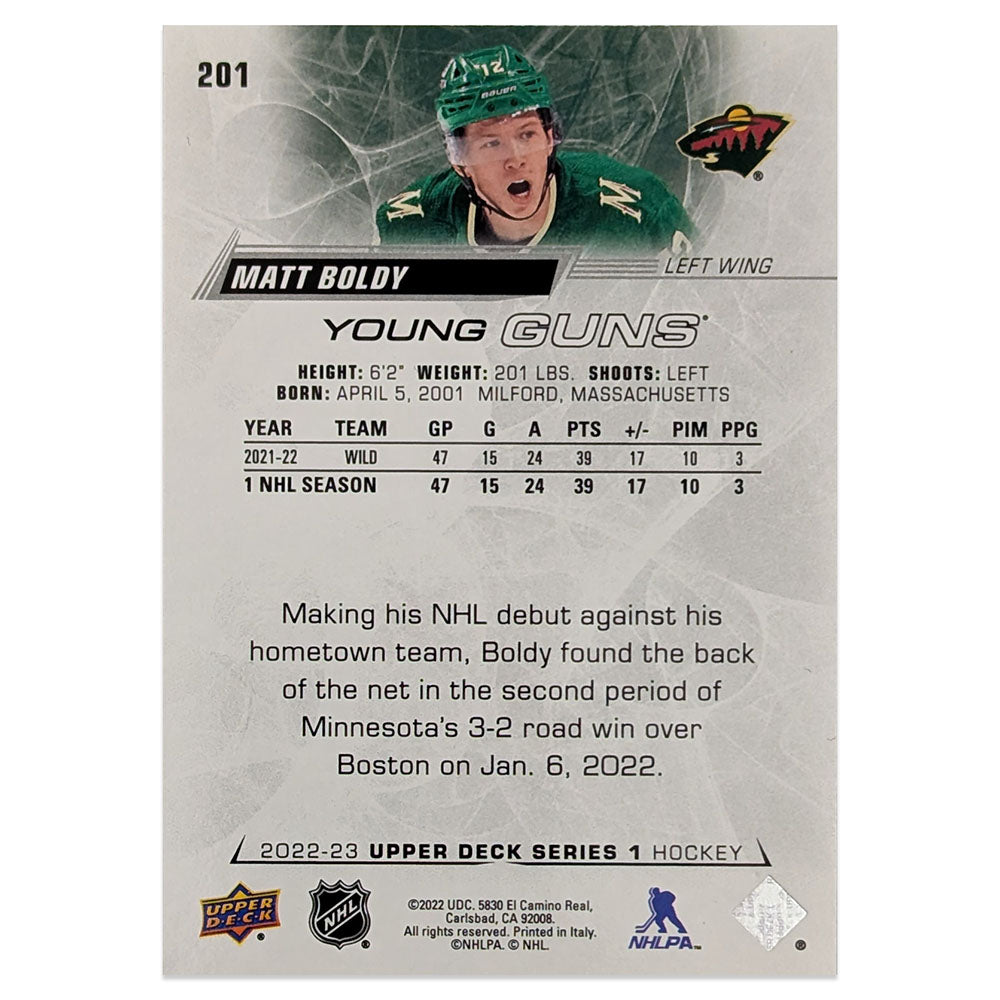 201
12
BAUER
M M
®
MATT BOLDY
LEFT WING
YOUNG GUNS®
HEIGHT: 6'2" WEIGHT: 201 LBS. SHOOTS: LEFT
BORN: APRIL 5, 2001 MILFORD, MASSACHUSETTS
YEAR TEAM GP G A PTS +/- PIM PPG
2021-22 WILD 47 15 24 39 17 10 3
1 NHL SEASON 47 15 24 39 17 10 3
Making his NHL debut against his
hometown team, Boldy found the back
of the net in the second period of
Minnesota's 3-2 road win over
Boston on Jan. 6, 2022.
2022-23 UPPER DECK SERIES 1 HOCKEY
UPPER
D·E·C·K
®
NHL
®
©2022 UDC. 5830 El Camino Real,
Carlsbad, CA 92008.
All rights reserved. Printed in Italy.
©NHLPA. © NHL.
NHLPA™
®